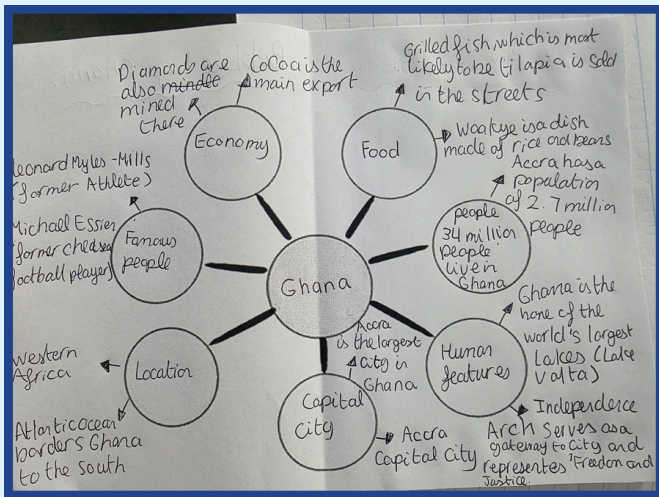 Ghana
Economy
Diamonds are
also mindle
mined
there
Cocoa is the
main export
Food
Grilled fish which is most
likely to be tilapia is sold
in the streets
Waakye is a dish
made of rice and beans
people
34 million
people
live in
Ghana
Accra has a
population
of 2.7 million
people
Human
features
Ghana is the
hone of the
world's largest
Lakes (Lake
Volta)
Independence
Arch serves as a
gateway to City and
representes 'Freedom and
Justice.
Capital
City
Accra
is the largest
City in
Ghana
Accra
Capital City
Location
Western
Africa
Atlantic ocean
borders Ghana
to the south
Famous
people
Leonard Myles-Mills
(former Athlete)
Michall Essien
(former chelsea
football player)